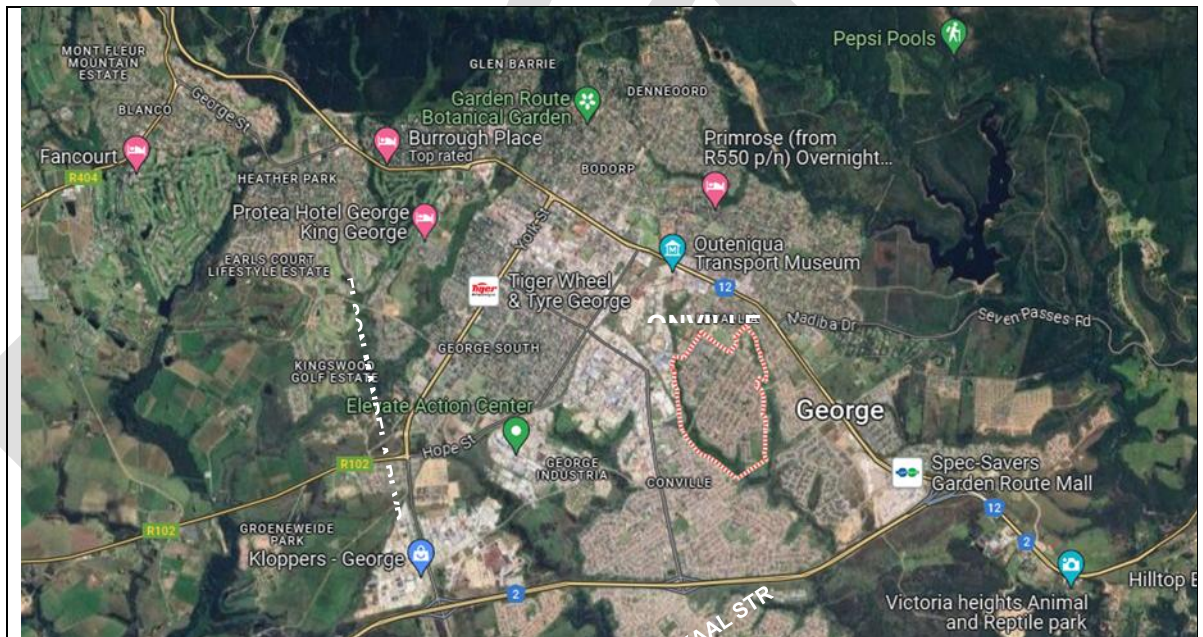 MONT FLEUR
MOUNTAIN
ESTATE
Pepsi Pools
GLEN BARRIE
George St
BLANCO
DENNEOORD
Garden Route
Botanical Garden
Burrough Place
Top rated
Primrose (from
R550 p/n) Overnight...
Fancourt
R404
BODORP
HEATHER PARK
Protea Hotel George
King George
York St
EARLS COURT
LIFESTYLE ESTATE
Outeniqua
Transport Museum
Tiger
Tiger Wheel
& Tyre George
12
Madiba Dr
Seven Passes Rd
GEORGE SOUTH
KINGSWOOD
GOLF ESTATE
Elevate Action Center
George
Hope St
R102
GEORGE
INDUSTRIA
CONVILLE
Spec-Savers
Garden Route Mall
12
R102
GROENEWEIDE
PARK
Kloppers - George
2
2
Hilltop
Victoria heights Animal
and Reptile park
STR